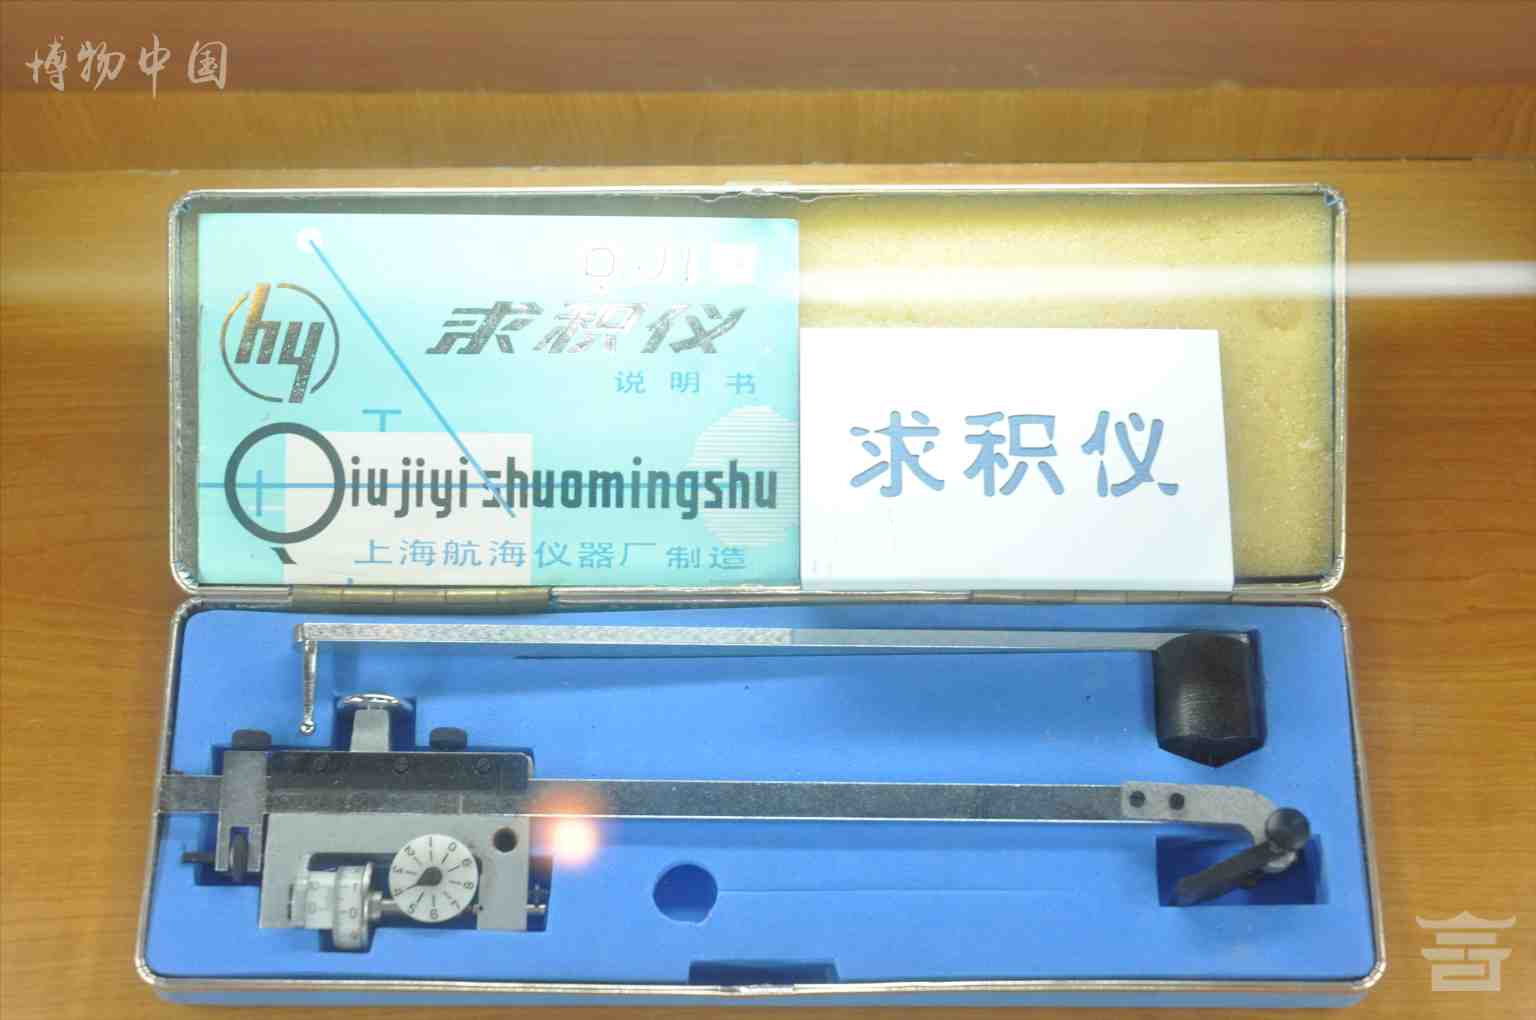 博物中国
hy
求积仪
说明书
Qiujiyi shuomingshu
上海航海仪器厂制造
求积仪